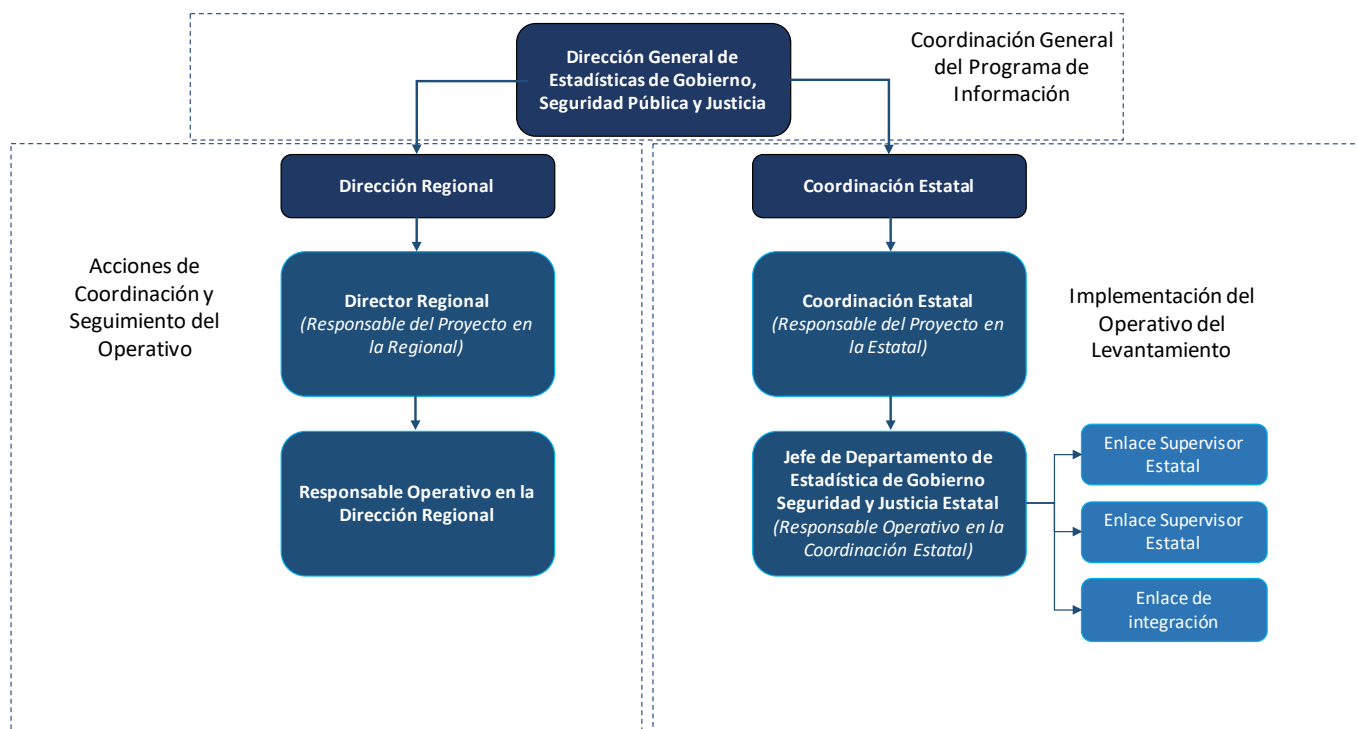 Dirección General de
Estadísticas de Gobierno,
Seguridad Pública y Justicia
Coordinación General
del Programa de
Información
Dirección Regional
Coordinación Estatal
Acciones de
Coordinación y
Seguimiento del
Operativo
Director Regional
(Responsable del Proyecto en
la Regional)
Coordinación Estatal
(Responsable del Proyecto en
la Estatal)
Implementación del
Operativo del
Levantamiento
Responsable Operativo en la
Dirección Regional
Jefe de Departamento de
Estadística de Gobierno
Seguridad y Justicia Estatal
(Responsable Operativo en la
Coordinación Estatal)
Enlace Supervisor
Estatal
Enlace Supervisor
Estatal
Enlace de
integración